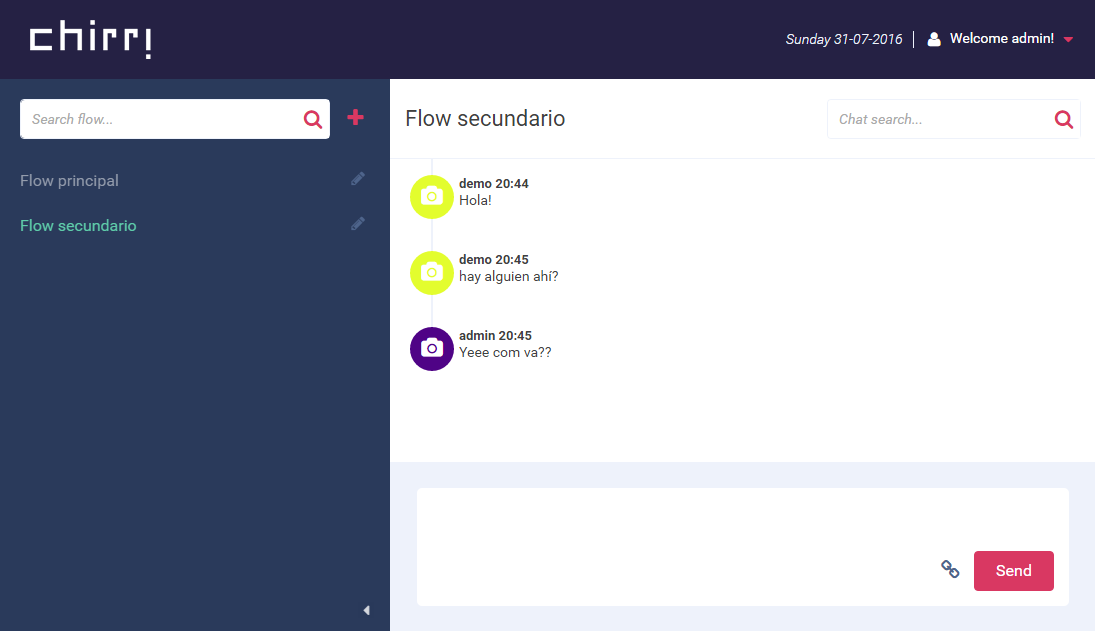 chirri
Sunday 31-07-2016
Welcome admin!
Search flow...
Flow principal
Flow secundario
Flow secundario
Chat search...
demo 20:44
Hola!
demo 20:45
hay alguien ahí?
admin 20:45
Yeee com va??
Send